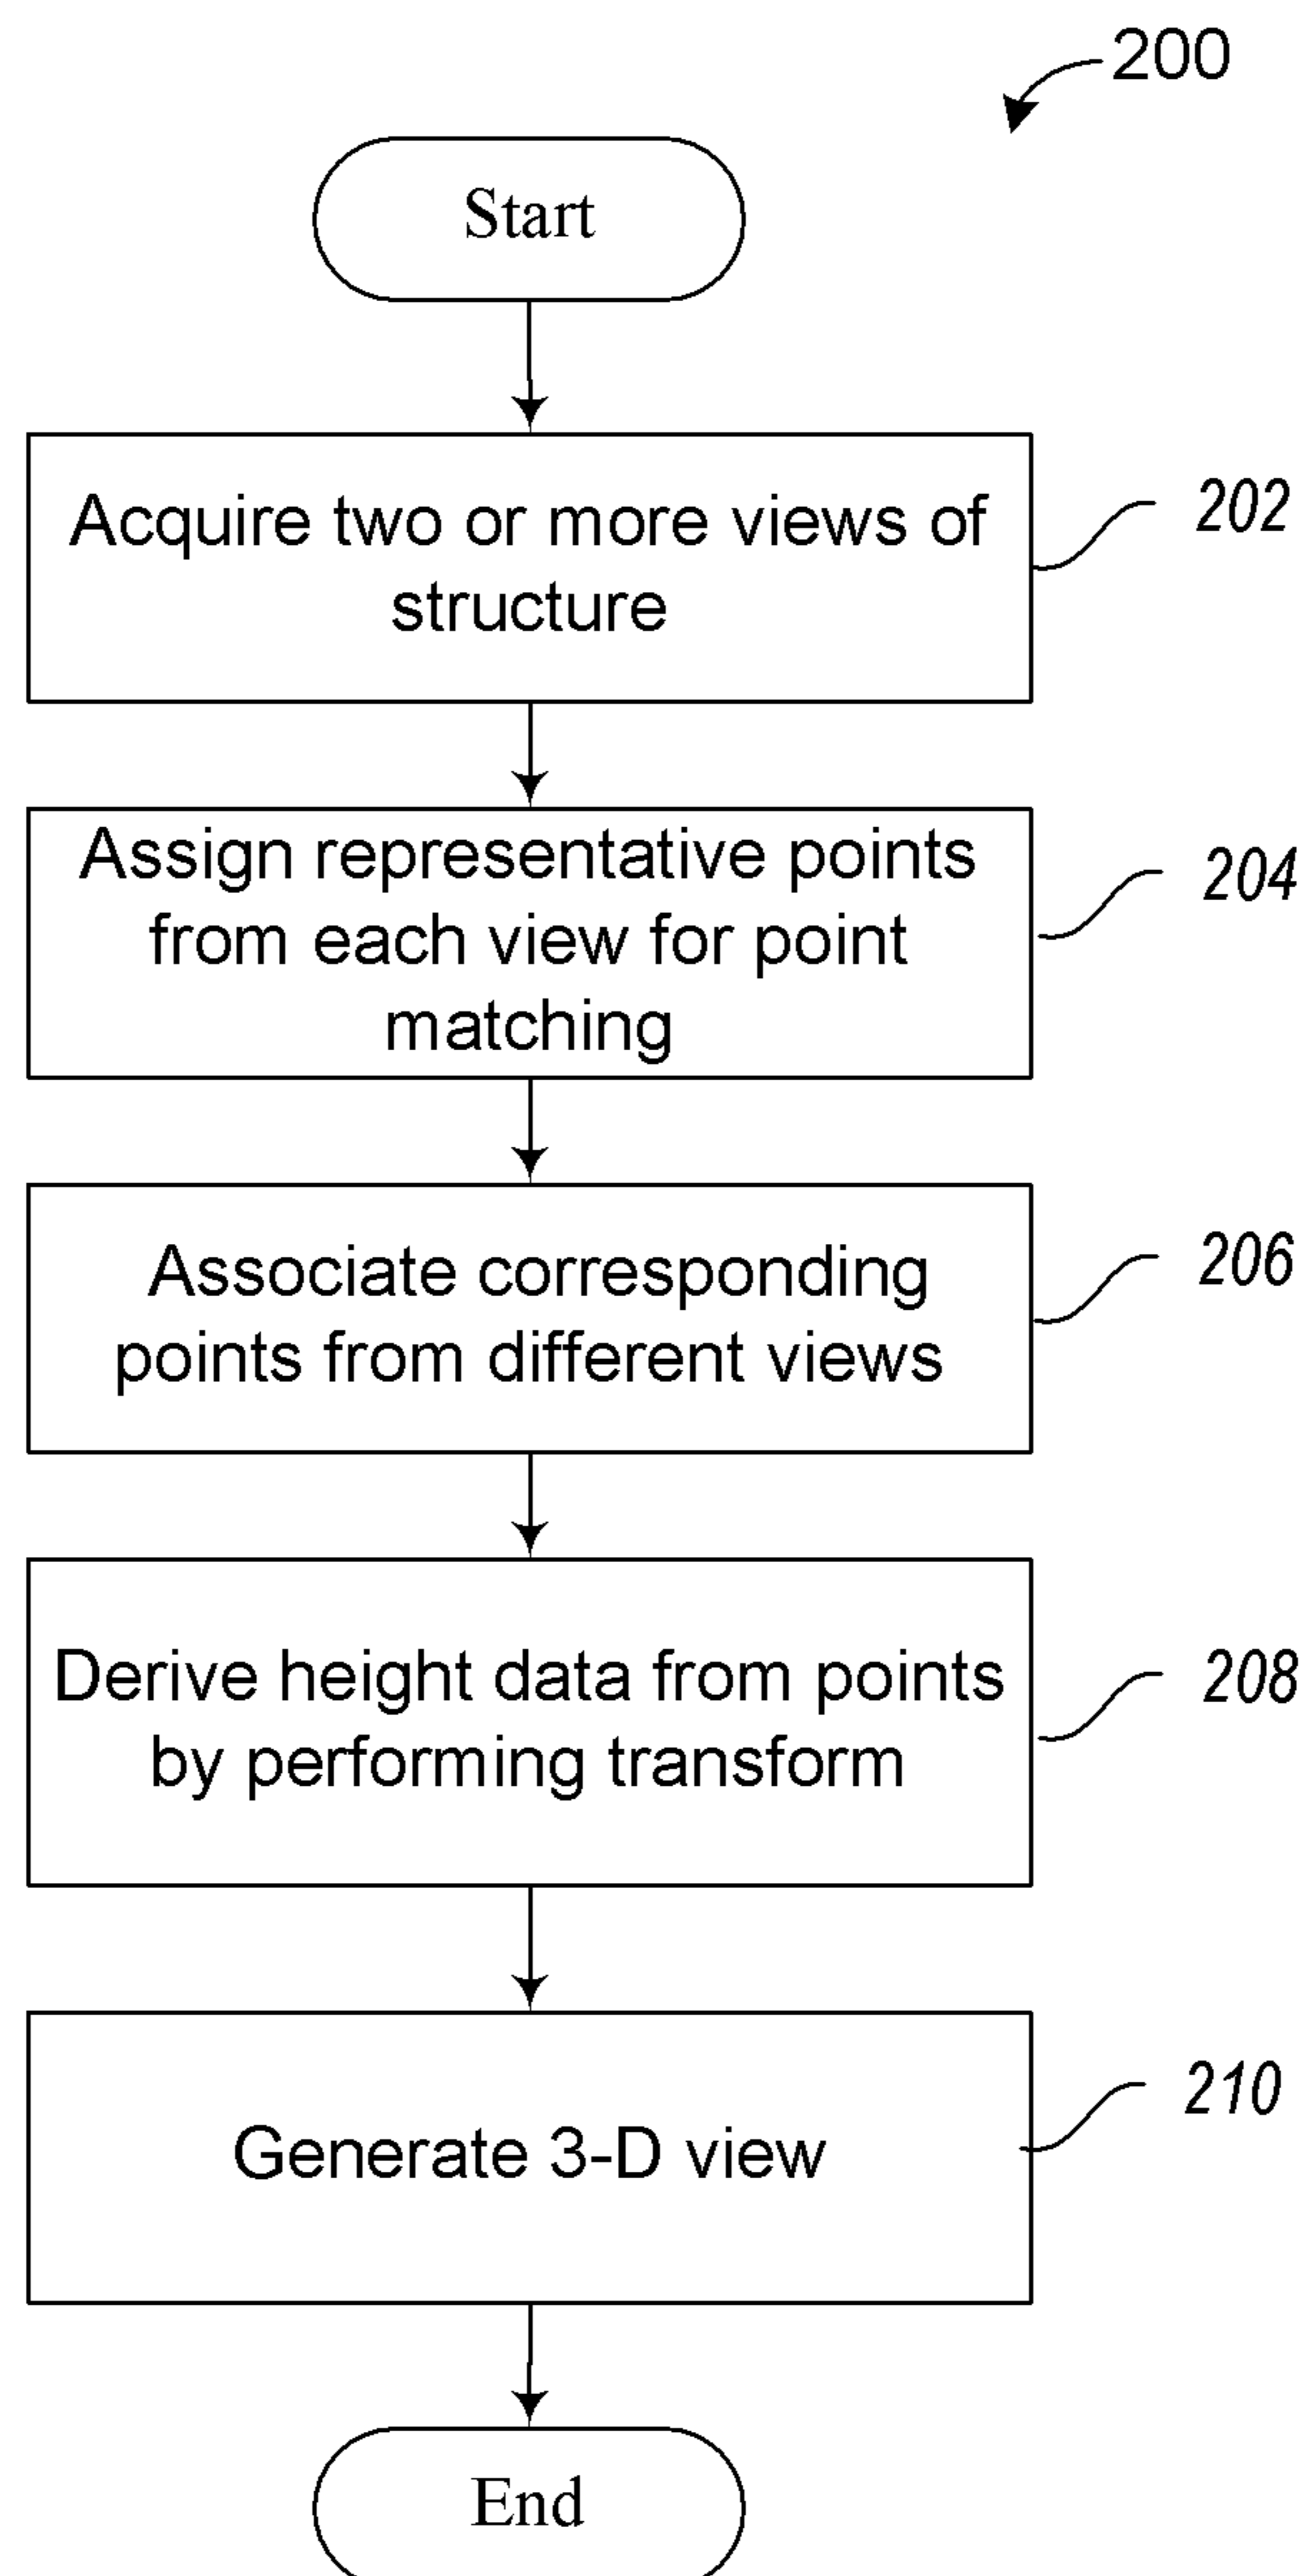 200
Start
Acquire two or more views of
structure
202
Assign representative points
from each view for point
matching
204
Associate corresponding
points from different views
206
Derive height data from points
by performing transform
208
Generate 3-D view
210
End